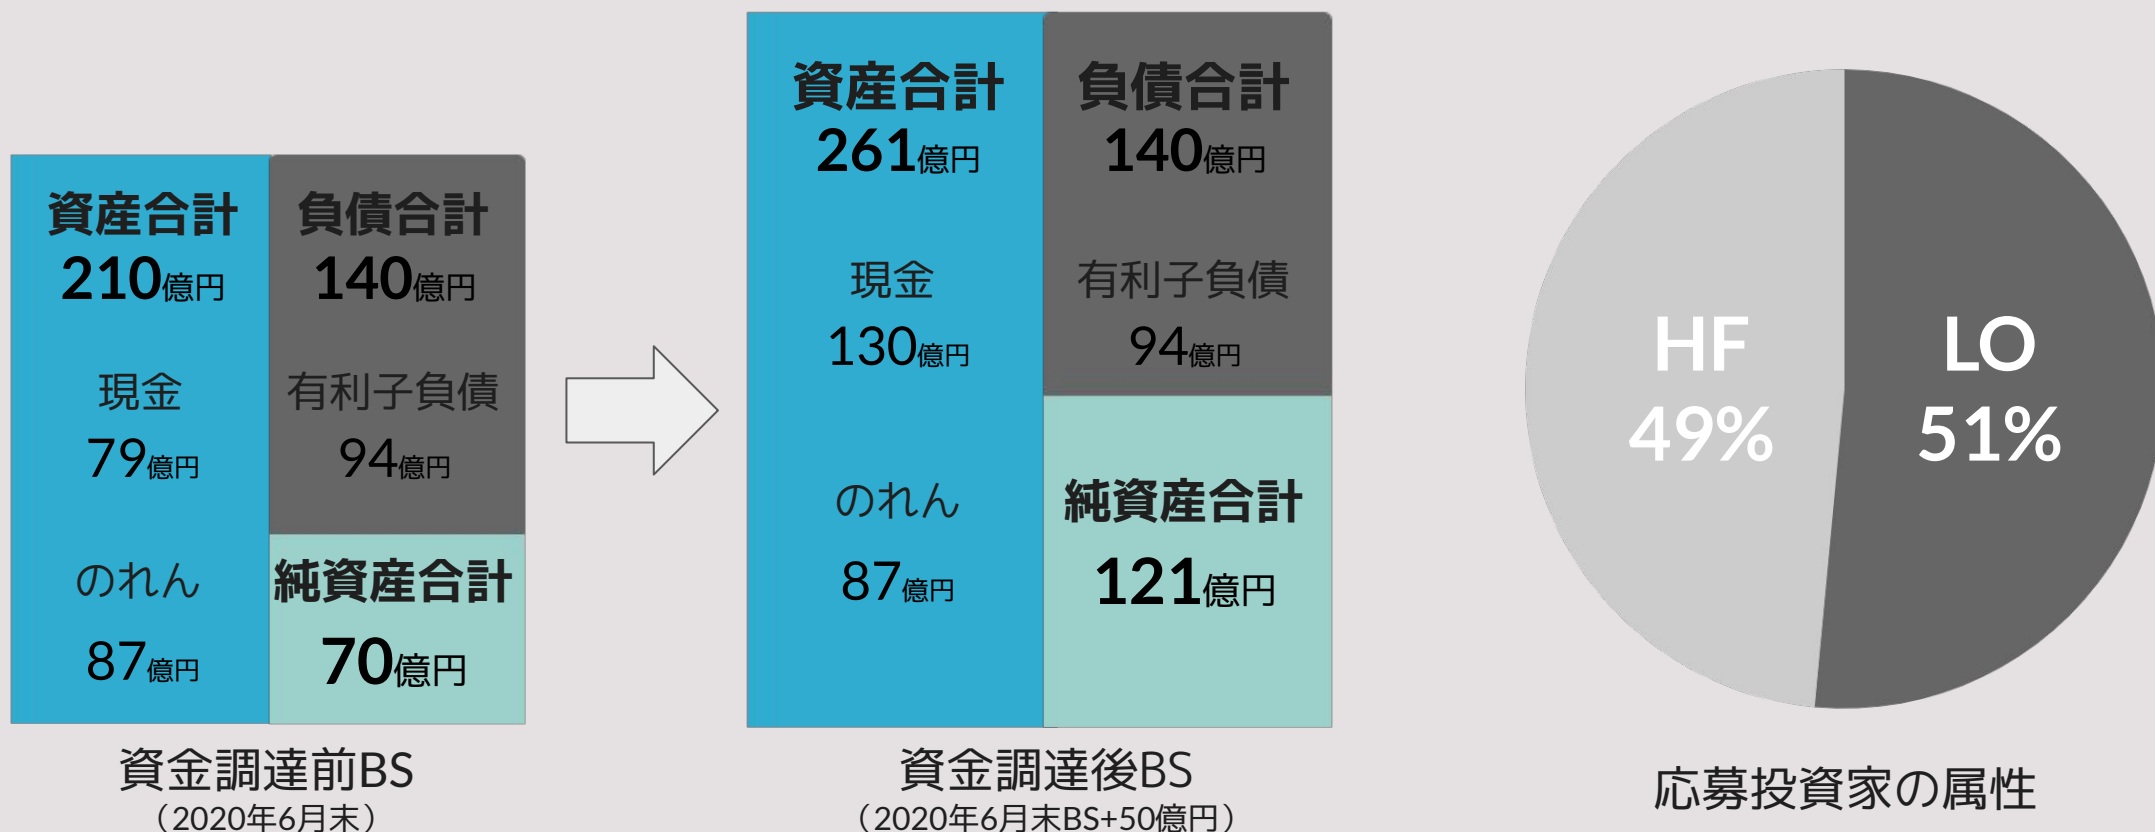 資産合計
210億円
現金
79億円
のれん
87億円
負債合計
140億円
有利子負債
94億円
純資産合計
70億円
資金調達前BS
（2020年6月末）
資産合計
261億円
現金
130億円
のれん
87億円
負債合計
140億円
有利子負債
94億円
純資産合計
121億円
資金調達後BS
（2020年6月末BS+50億円）
HF
49%
LO
51%
応募投資家の属性